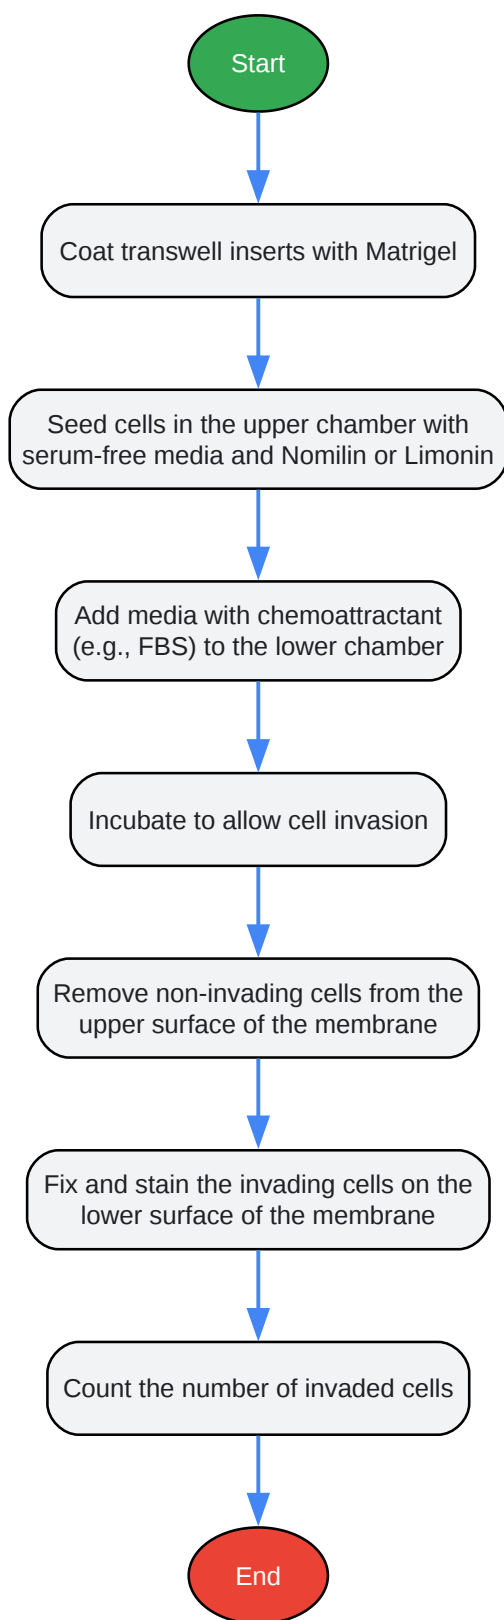 Start
Coat transwell inserts with Matrigel
Seed cells in the upper chamber with
serum-free media and Nomilin or Limonin
Add media with chemoattractant
(e.g., FBS) to the lower chamber
Incubate to allow cell invasion
Remove non-invading cells from the
upper surface of the membrane
Fix and stain the invading cells on the
lower surface of the membrane
Count the number of invaded cells
End